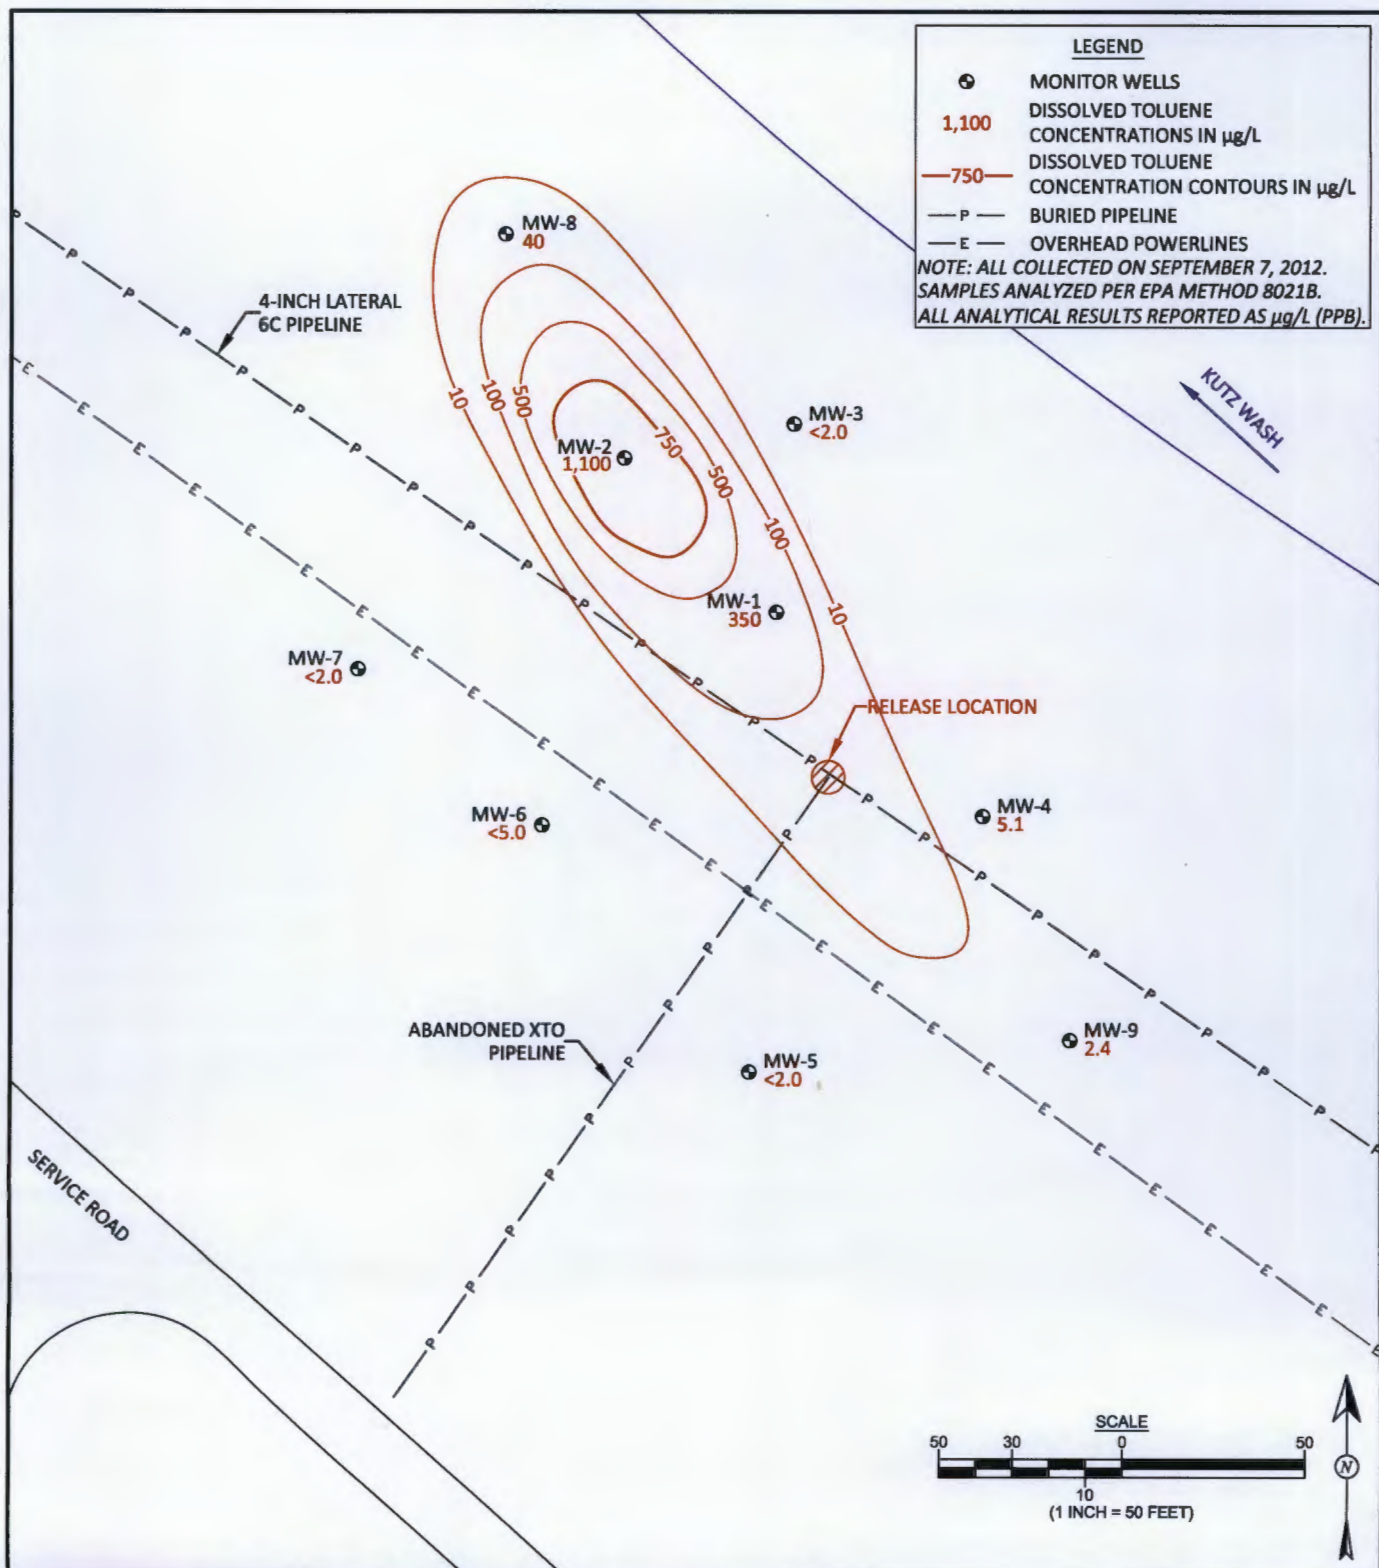 LEGEND
MONITOR WELLS
1,100 DISSOLVED TOLUENE
CONCENTRATIONS IN µg/L
750 DISSOLVED TOLUENE
CONCENTRATION CONTOURS IN µg/L
P BURIED PIPELINE
E OVERHEAD POWERLINES
NOTE: ALL COLLECTED ON SEPTEMBER 7, 2012.
SAMPLES ANALYZED PER EPA METHOD 8021B.
ALL ANALYTICAL RESULTS REPORTED AS µg/L (PPB).
MW-8
40
4-INCH LATERAL
6C PIPELINE
KUTZ WASH
10
100
500
750
500
100
10
MW-3
<2.0
MW-2
1,100
MW-1
350
MW-7
<2.0
RELEASE LOCATION
MW-6
<5.0
MW-4
5.1
ABANDONED XTO
PIPELINE
MW-5
<2.0
MW-9
2.4
SERVICE ROAD
SCALE
50 30 0 50
10
(1 INCH = 50 FEET)
N